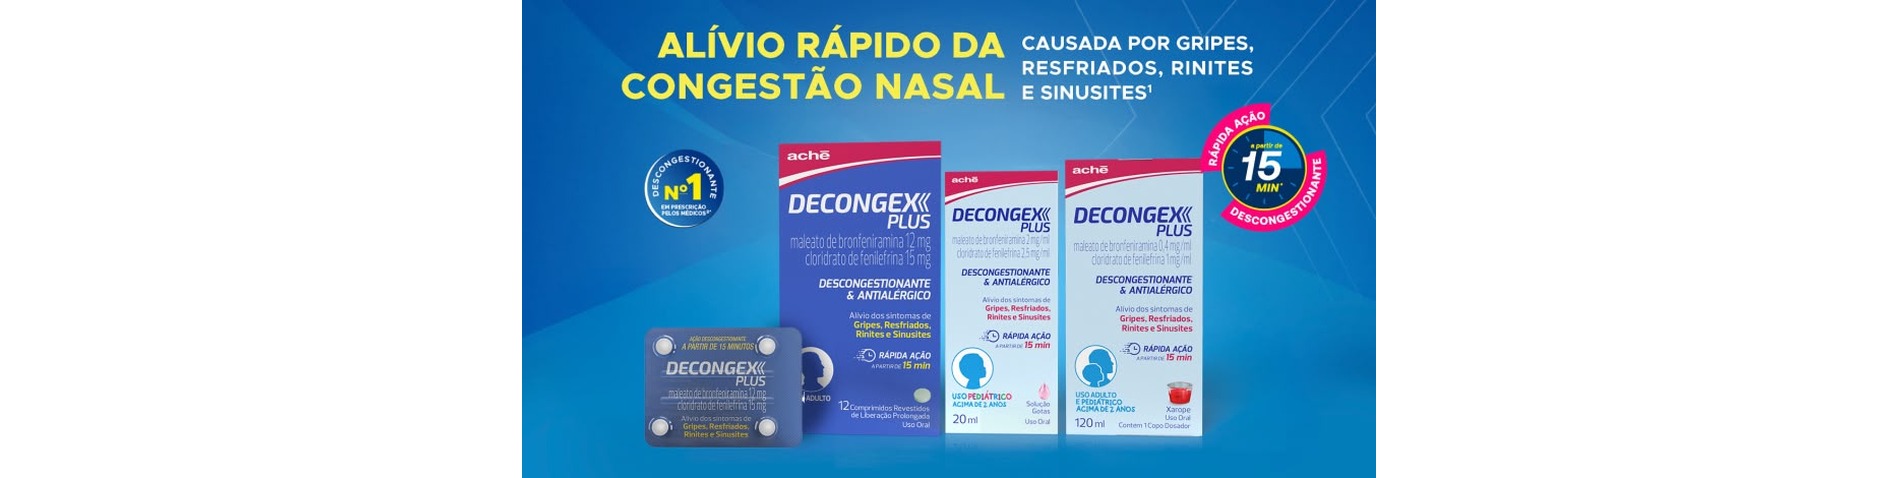 ALÍVIO RÁPIDO DA
CONGESTÃO NASAL
CAUSADA POR GRIPES,
RESFRIADOS, RINITES
E SINUSITES¹
DESCONGESTIONANTE
Nº1
EM PRESCRIÇÃO
PELOS MÉDICOS
RÁPIDA AÇÃO
a partir de
15
MIN*
DESCONGESTIONANTE
AÇÃO DESCONGESTIONANTE
A PARTIR DE 15 MINUTOS
DECONGEX
PLUS
maleato de bronfeniramina 12 mg
cloridrato de fenilefrina 15 mg
Alívio dos sintomas de
Gripes, Resfriados,
Rinites e Sinusites
aché
DECONGEX
PLUS
maleato de bronfeniramina 12 mg
cloridrato de fenilefrina 15 mg
DESCONGESTIONANTE
& ANTIALÉRGICO
Alívio dos sintomas de
Gripes, Resfriados,
Rinites e Sinusites
RÁPIDA AÇÃO
A PARTIR DE 15 min
ADULTO
12 Comprimidos Revestidos
de Liberação Prolongada
Uso Oral
aché
DECONGEX
PLUS
maleato de bronfeniramina 2 mg/ml
cloridrato de fenilefrina 2,5 mg/ml
DESCONGESTIONANTE
& ANTIALÉRGICO
Alívio dos sintomas de
Gripes, Resfriados,
Rinites e Sinusites
RÁPIDA AÇÃO
A PARTIR DE 15 min
USO PEDIÁTRICO
ACIMA DE 2 ANOS
Solução
Gotas
20 ml
Uso Oral
aché
DECONGEX
PLUS
maleato de bronfeniramina 0,4 mg/ml
cloridrato de fenilefrina 1 mg/ml
DESCONGESTIONANTE
& ANTIALÉRGICO
Alívio dos sintomas de
Gripes, Resfriados,
Rinites e Sinusites
RÁPIDA AÇÃO
A PARTIR DE 15 min
USO ADULTO
E PEDIÁTRICO
ACIMA DE 2 ANOS
Xarope
Uso Oral
120 ml
Contém 1 Copo Dosador